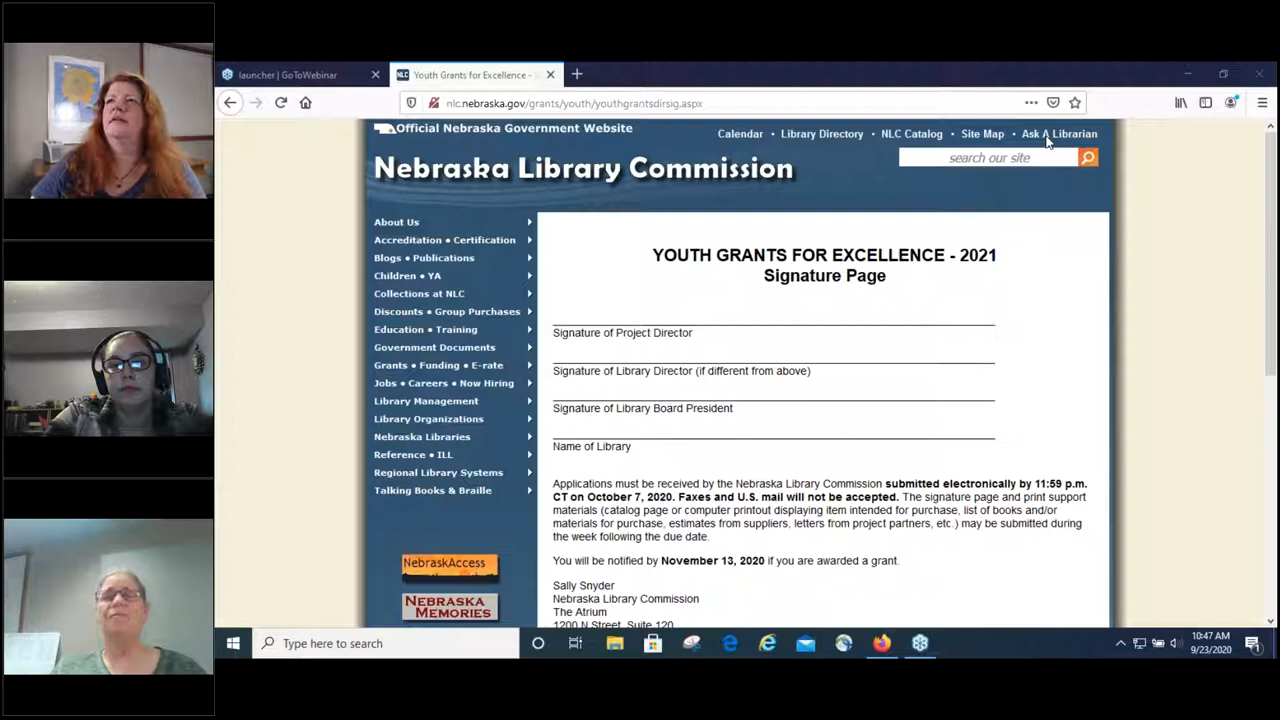 launcher | GoToWebinar
Youth Grants for Excellence -
nlc.nebraska.gov/grants/youth/youthgrantsdirsig.aspx
Official Nebraska Government Website
Calendar • Library Directory • NLC Catalog • Site Map • Ask A Librarian
Nebraska Library Commission
search our site
About Us
Accreditation • Certification
Blogs • Publications
Children • YA
Collections at NLC
Discounts • Group Purchases
Education • Training
Government Documents
Grants • Funding • E-rate
Jobs • Careers • Now Hiring
Library Management
Library Organizations
Nebraska Libraries
Reference • ILL
Regional Library Systems
Talking Books & Braille
NebraskAccess
NEBRASKA
MEMORIES
YOUTH GRANTS FOR EXCELLENCE - 2021
Signature Page
Signature of Project Director
Signature of Library Director (if different from above)
Signature of Library Board President
Name of Library
Applications must be received by the Nebraska Library Commission submitted electronically by 11:59 p.m.
CT on October 7, 2020. Faxes and U.S. mail will not be accepted. The signature page and print support
materials (catalog page or computer printout displaying item intended for purchase, list of books and/or
materials for purchase, estimates from suppliers, letters from project partners, etc.) may be submitted during
the week following the due date.
You will be notified by November 13, 2020 if you are awarded a grant.
Sally Snyder
Nebraska Library Commission
The Atrium
1200 N Street, Suite 120
Type here to search
10:47 AM
9/23/2020